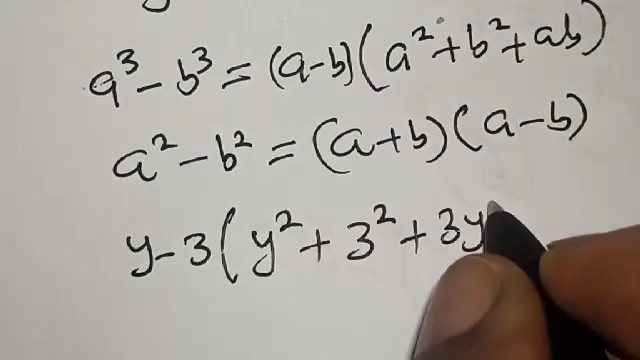 a³ - b³ = (a-b)(a² + b² + ab)
a² - b² = (a+b)(a-b)
y-3(y² + 3² + 3y